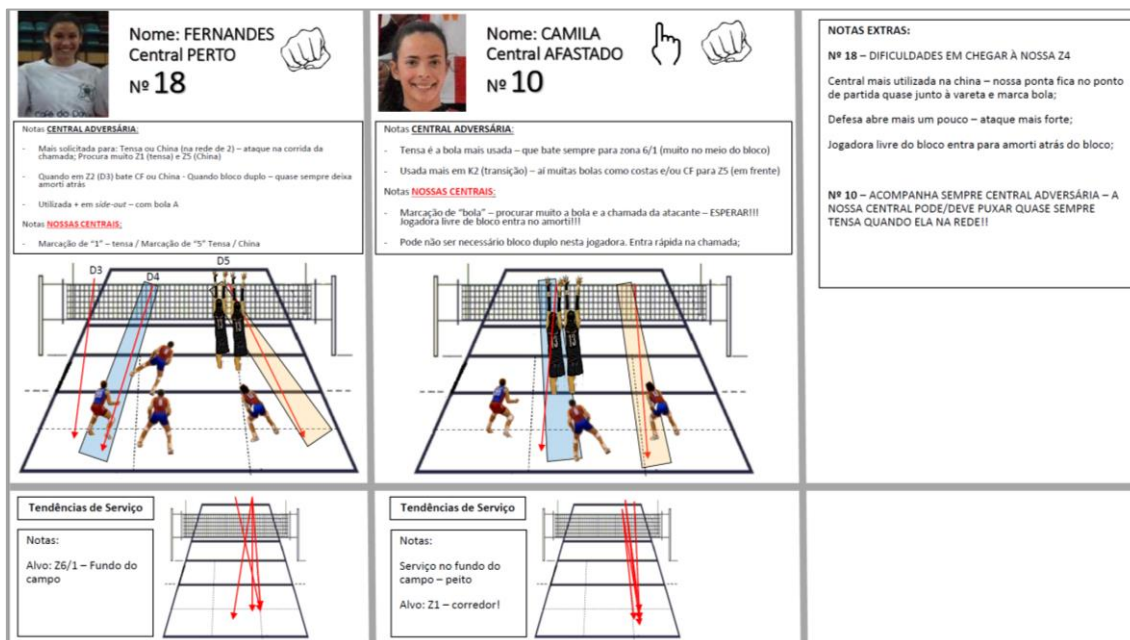 Nome: FERNANDES
Central PERTO
Nº 18
Notas CENTRAL ADVERSÁRIA:
- Mais solicitada para: Tensa ou China (na rede de 2) – ataque na corrida da
chamada; Procura muito Z1 (tensa) e Z5 (China)
- Quando em Z2 (D3) bate CF ou China - Quando bloco duplo – quase sempre deixa
amorti atrás
- Utilizada + em side-out – com bola A
Notas NOSSAS CENTRAIS:
- Marcação de “1” – tensa / Marcação de “5” Tensa / China
D3
D4
D5
Tendências de Serviço
Notas:
Alvo: Z6/1 – Fundo do
campo
Nome: CAMILA
Central AFASTADO
Nº 10
Notas CENTRAL ADVERSÁRIA:
- Tensa é a bola mais usada – que bate sempre para zona 6/1 (muito no meio do bloco)
- Usada mais em K2 (transição) – aí muitas bolas como costas e/ou CF para Z5 (em frente)
Notas NOSSAS CENTRAIS:
- Marcação de “bola” – procurar muito a bola e a chamada da atacante – ESPERAR!!!
Jogadora livre de bloco entra no amorti!!!
- Pode não ser necessário bloco duplo nesta jogadora. Entra rápida na chamada;
Tendências de Serviço
Notas:
Serviço no fundo do
campo – peito
Alvo: Z1 – corredor!
NOTAS EXTRAS:
Nº 18 – DIFICULDADES EM CHEGAR À NOSSA Z4
Central mais utilizada na china – nossa ponta fica no ponto
de partida quase junto à vareta e marca bola;
Defesa abre mais um pouco – ataque mais forte;
Jogadora livre do bloco entra para amorti atrás do bloco;
Nº 10 – ACOMPANHA SEMPRE CENTRAL ADVERSÁRIA – A
NOSSA CENTRAL PODE/DEVE PUXAR QUASE SEMPRE
TENSA QUANDO ELA NA REDE!!